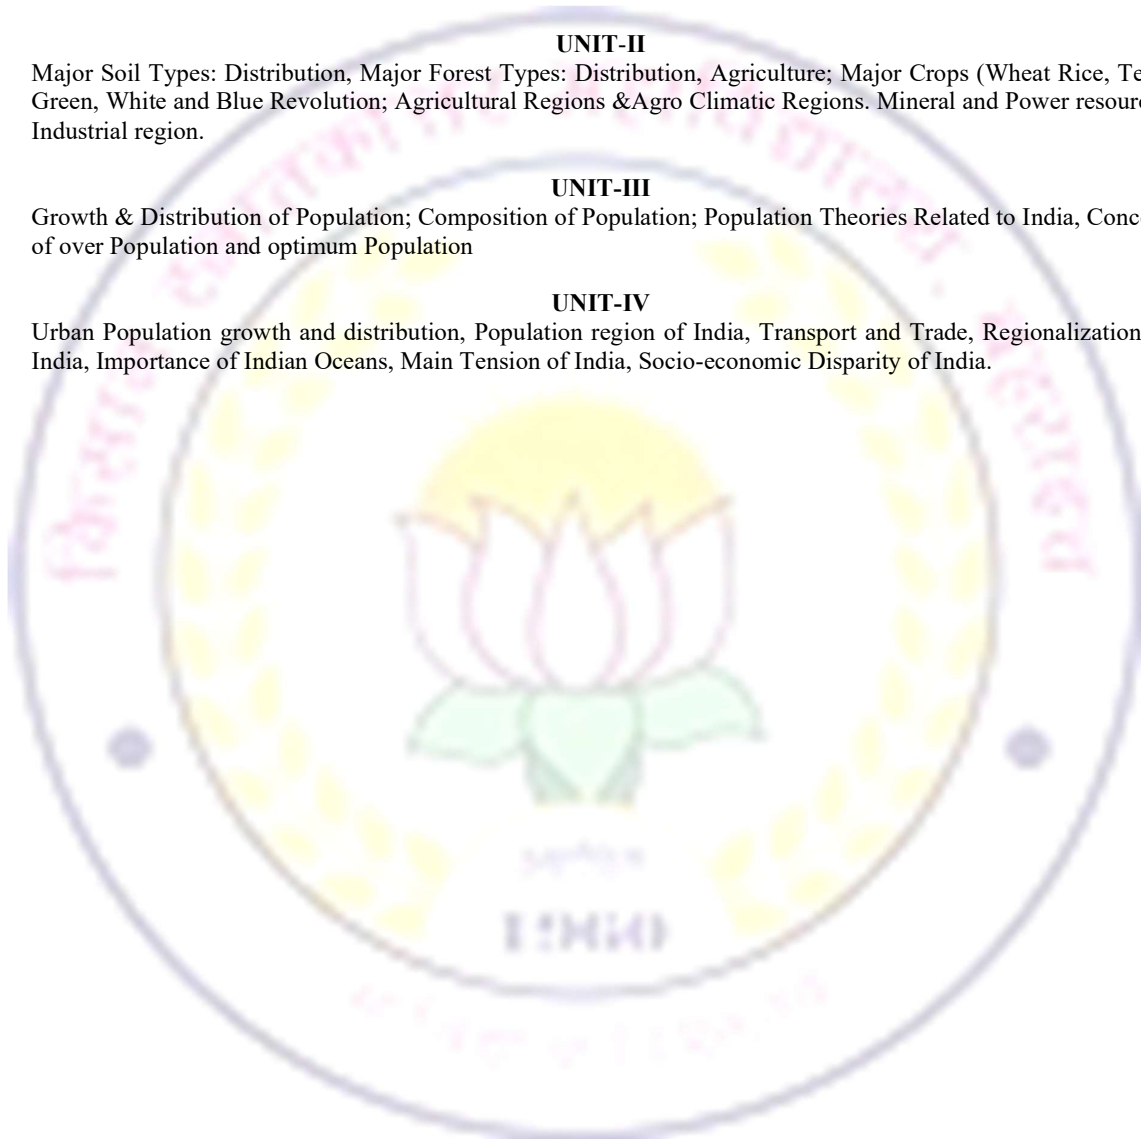 UNIT-II
Major Soil Types: Distribution, Major Forest Types: Distribution, Agriculture; Major Crops (Wheat Rice, Te
Green, White and Blue Revolution; Agricultural Regions &Agro Climatic Regions. Mineral and Power resour
Industrial region.
UNIT-III
Growth & Distribution of Population; Composition of Population; Population Theories Related to India, Conc
of over Population and optimum Population
UNIT-IV
Urban Population growth and distribution, Population region of India, Transport and Trade, Regionalization
India, Importance of Indian Oceans, Main Tension of India, Socio-economic Disparity of India.
किसान
बहराइच
1960